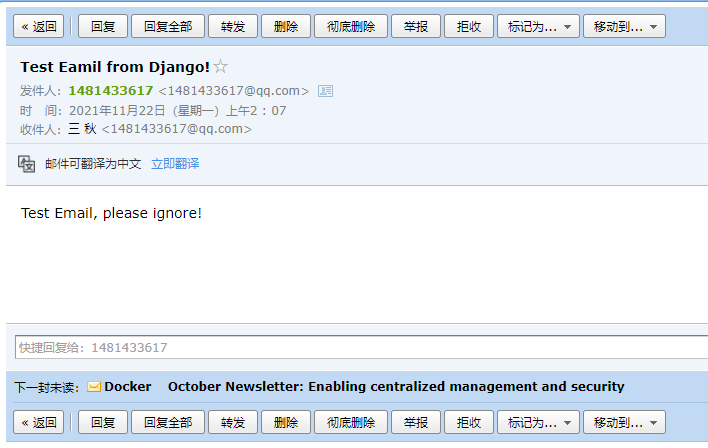 « 返回 回复 回复全部 转发 删除 彻底删除 举报 拒收 标记为... 移动到...
Test Eamil from Django!
发件人：1481433617 <1481433617@qq.com>
时　间：2021年11月22日（星期一）上午2：07
收件人：三 秋 <1481433617@qq.com>
邮件可翻译为中文 立即翻译
Test Email, please ignore!
快捷回复给：1481433617
下一封未读： Docker October Newsletter: Enabling centralized management and security
« 返回 回复 回复全部 转发 删除 彻底删除 举报 拒收 标记为... 移动到...